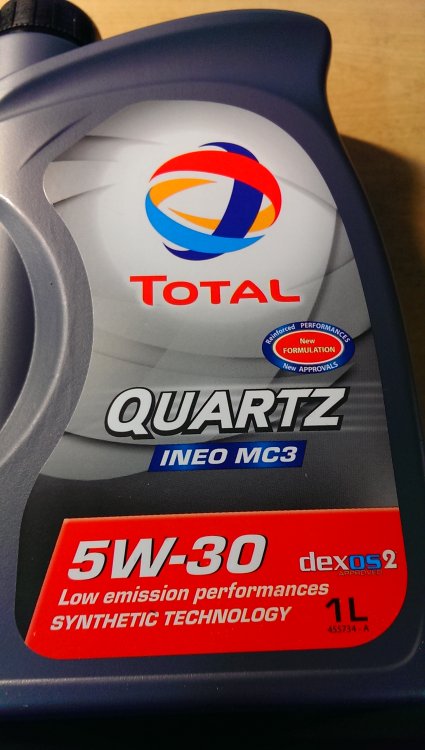 TOTAL
Reinforced PERFORMANCES
New
FORMULATION
New APPROVALS
QUARTZ
INEO MC3
5W-30
dexos2
APPROVED
Low emission performances
SYNTHETIC TECHNOLOGY
1L